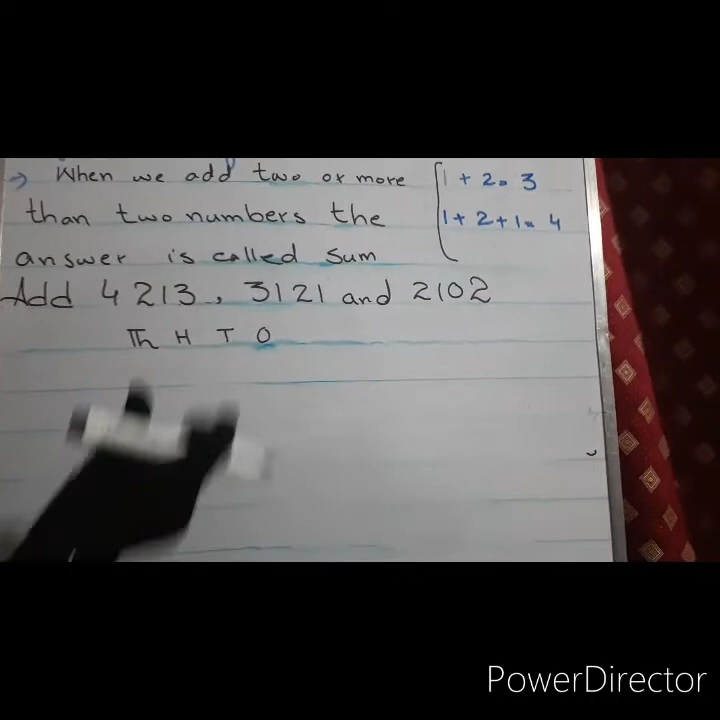 → When we add two or more
than two numbers the
answer is called sum
1 + 2 = 3
1 + 2 + 1 = 4
Add 4213, 3121 and 2102
Th H T O
PowerDirector